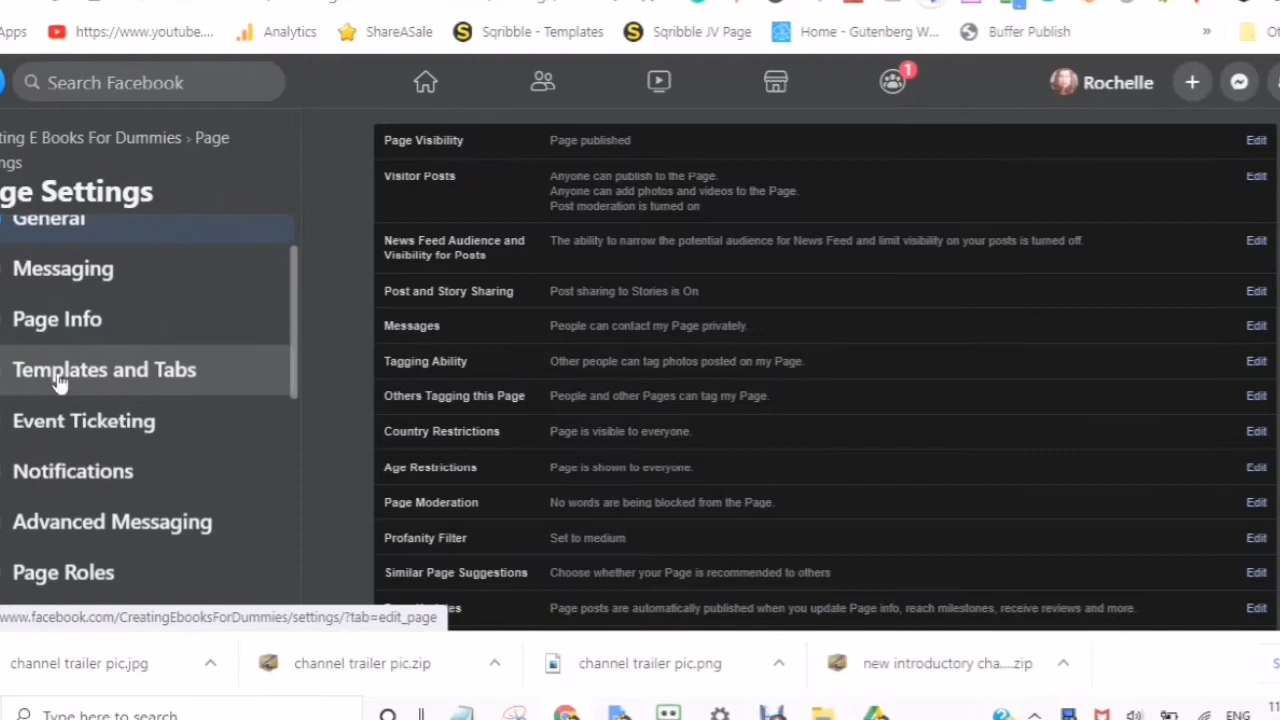 Apps
https://www.youtube....
Analytics
ShareASale
Sqribble - Templates
Sqribble JV Page
Home - Gutenberg W...
Buffer Publish
»
Search Facebook
1
Rochelle
ting E Books For Dummies › Page
ngs
ge Settings
General
Messaging
Page Info
Templates and Tabs
Event Ticketing
Notifications
Advanced Messaging
Page Roles
Page Visibility Page published Edit
Visitor Posts Anyone can publish to the Page. Edit
Anyone can add photos and videos to the Page.
Post moderation is turned on
News Feed Audience and The ability to narrow the potential audience for News Feed and limit visibility on your posts is turned off. Edit
Visibility for Posts
Post and Story Sharing Post sharing to Stories is On Edit
Messages People can contact my Page privately. Edit
Tagging Ability Other people can tag photos posted on my Page. Edit
Others Tagging this Page People and other Pages can tag my Page. Edit
Country Restrictions Page is visible to everyone. Edit
Age Restrictions Page is shown to everyone. Edit
Page Moderation No words are being blocked from the Page. Edit
Profanity Filter Set to medium Edit
Similar Page Suggestions Choose whether your Page is recommended to others Edit
Page posts are automatically published when you update Page info, reach milestones, receive reviews and more. Edit
www.facebook.com/CreatingEbooksForDummies/settings/?tab=edit_page
channel trailer pic.jpg
channel trailer pic.zip
channel trailer pic.png
new introductory cha....zip
Type here to search
ENG